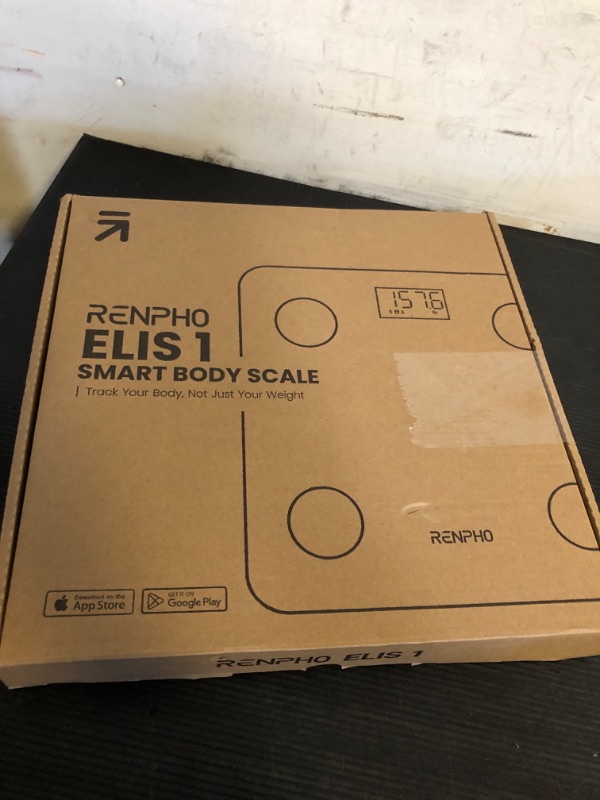 RENPHO
ELIS 1
SMART BODY SCALE
Track Your Body, Not Just Your Weight
157.6
RENPHO
Download on the
App Store
GET IT ON
Google Play
RENPHO ELIS 1